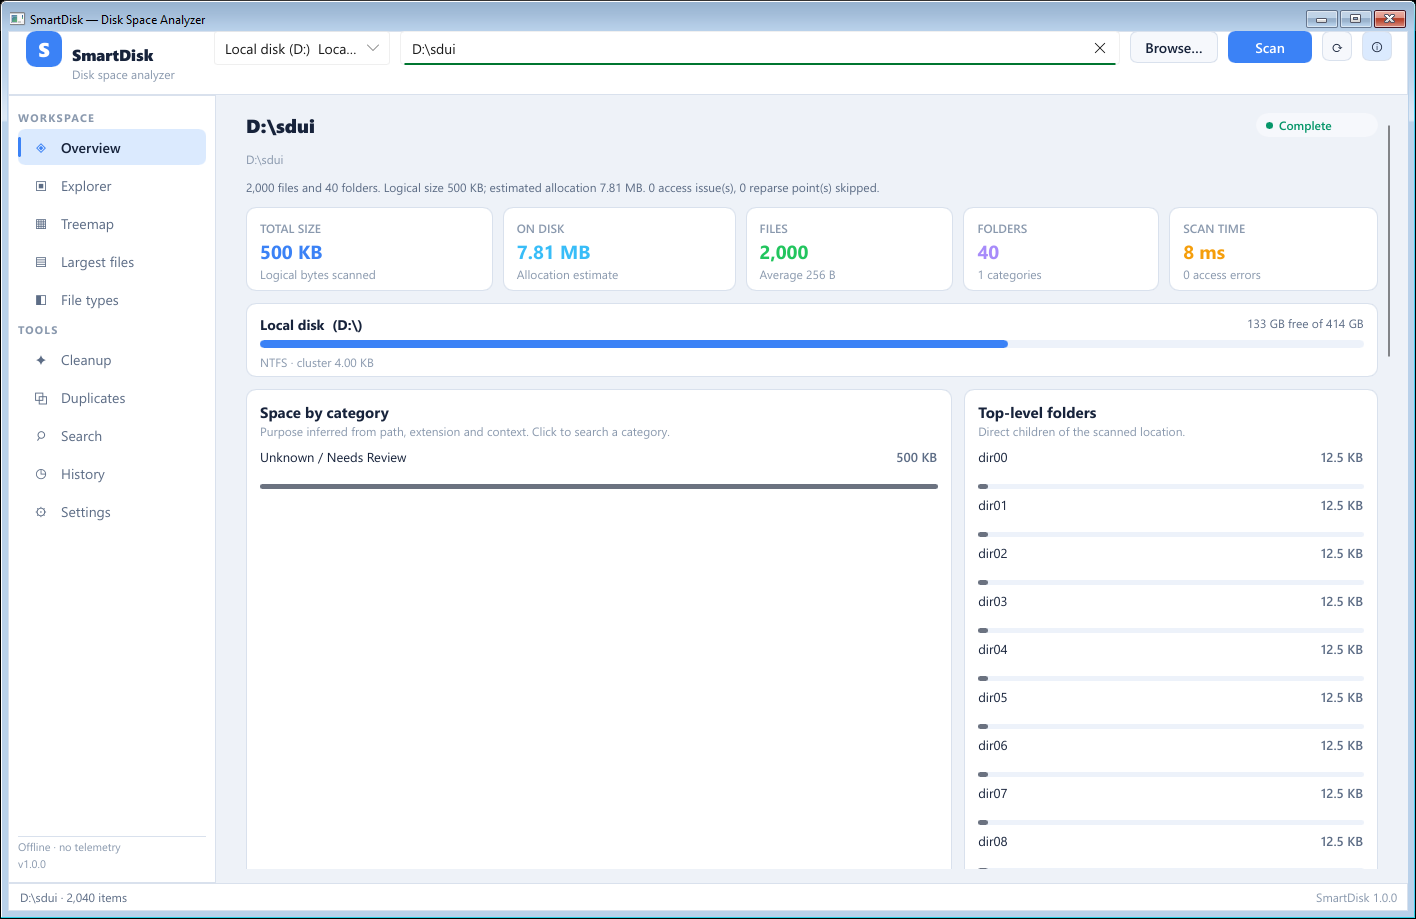 SmartDisk — Disk Space Analyzer
S
SmartDisk
Disk space analyzer
Local disk (D:)  Loca...
D:\sdui
Browse...
Scan
WORKSPACE
Overview
Explorer
Treemap
Largest files
File types
TOOLS
Cleanup
Duplicates
Search
History
Settings
Offline · no telemetry
v1.0.0
D:\sdui
Complete
D:\sdui
2,000 files and 40 folders. Logical size 500 KB; estimated allocation 7.81 MB. 0 access issue(s), 0 reparse point(s) skipped.
TOTAL SIZE
500 KB
Logical bytes scanned
ON DISK
7.81 MB
Allocation estimate
FILES
2,000
Average 256 B
FOLDERS
40
1 categories
SCAN TIME
8 ms
0 access errors
Local disk  (D:\)
133 GB free of 414 GB
NTFS · cluster 4.00 KB
Space by category
Purpose inferred from path, extension and context. Click to search a category.
Unknown / Needs Review 500 KB
Top-level folders
Direct children of the scanned location.
dir00 12.5 KB
dir01 12.5 KB
dir02 12.5 KB
dir03 12.5 KB
dir04 12.5 KB
dir05 12.5 KB
dir06 12.5 KB
dir07 12.5 KB
dir08 12.5 KB
D:\sdui · 2,040 items
SmartDisk 1.0.0